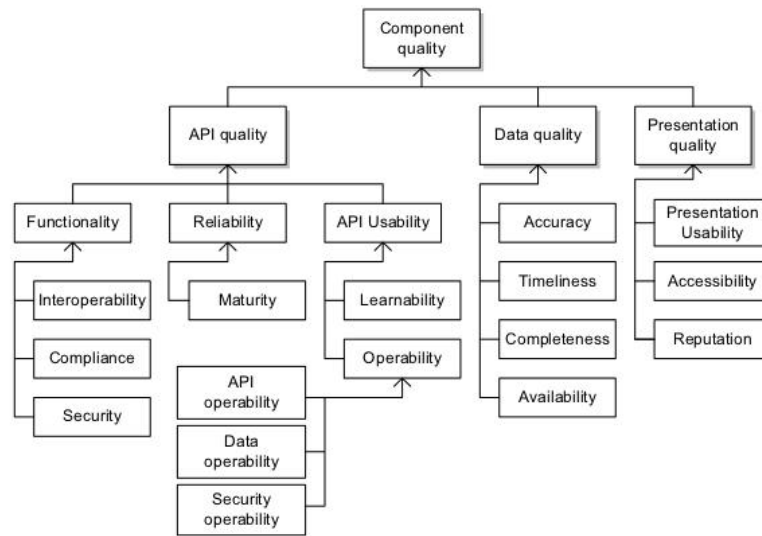 Component
quality
API quality
Data quality
Presentation
quality
Functionality
Reliability
API Usability
Accuracy
Presentation
Usability
Interoperability
Maturity
Learnability
Timeliness
Accessibility
Compliance
Operability
Completeness
Reputation
API
operability
Security
Availability
Data
operability
Security
operability